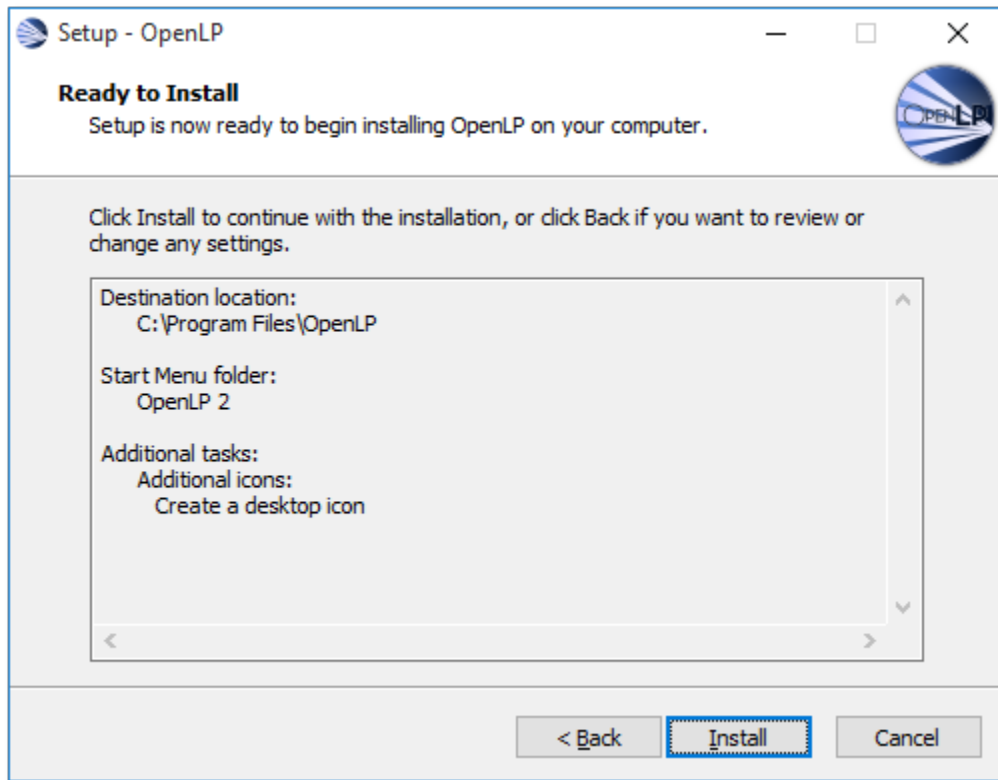 Setup - OpenLP
Ready to Install
Setup is now ready to begin installing OpenLP on your computer.
OPENLP
Click Install to continue with the installation, or click Back if you want to review or
change any settings.
Destination location:
C:\Program Files\OpenLP
Start Menu folder:
OpenLP 2
Additional tasks:
Additional icons:
Create a desktop icon
< Back
Install
Cancel